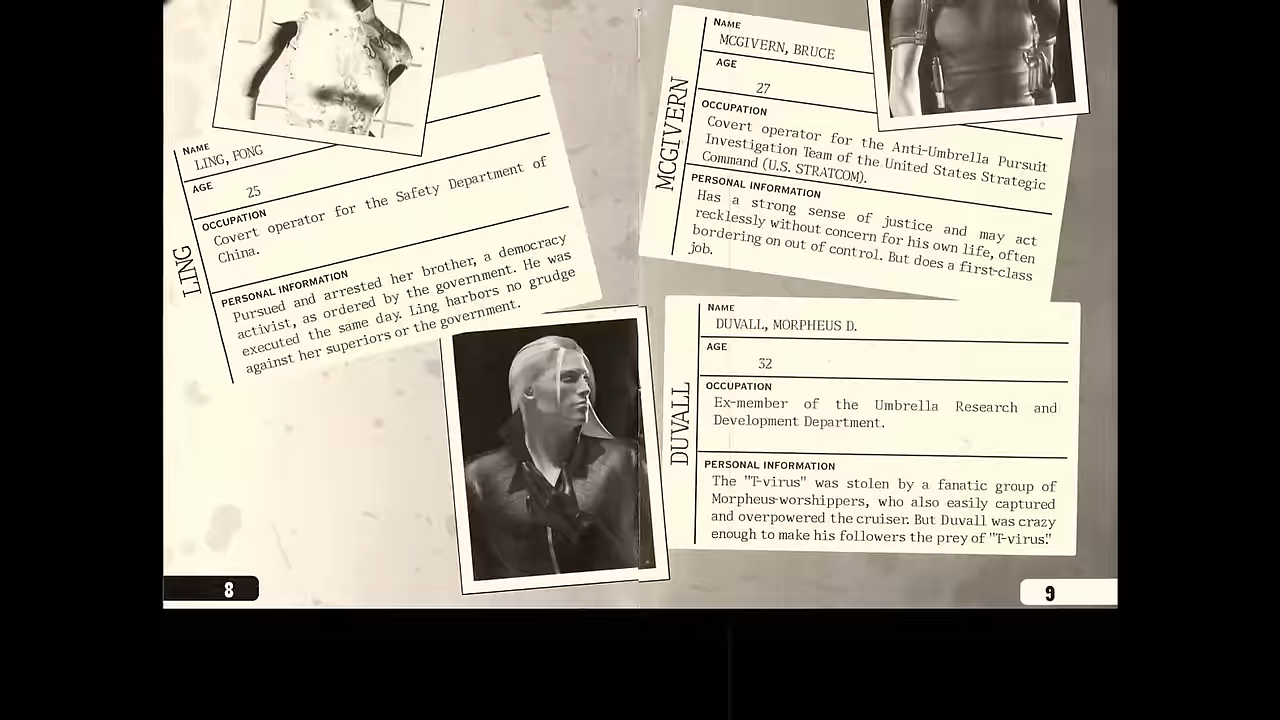 NAME
LING, FONG
AGE
25
OCCUPATION
Covert operator for the Safety Department of
China.
PERSONAL INFORMATION
Pursued and arrested her brother, a democracy
activist, as ordered by the government. He was
executed the same day. Ling harbors no grudge
against her superiors or the government.
LING
8
NAME
MCGIVERN, BRUCE
AGE
27
OCCUPATION
Covert operator for the Anti-Umbrella Pursuit
Investigation Team of the United States Strategic
Command (U.S. STRATCOM).
PERSONAL INFORMATION
Has a strong sense of justice and may act
recklessly without concern for his own life, often
bordering on out of control. But does a first-class
job.
MCGIVERN
NAME
DUVALL, MORPHEUS D.
AGE
32
OCCUPATION
Ex-member of the Umbrella Research and
Development Department.
PERSONAL INFORMATION
The "T-virus" was stolen by a fanatic group of
Morpheus-worshippers, who also easily captured
and overpowered the cruiser. But Duvall was crazy
enough to make his followers the prey of "T-virus."
DUVALL
9